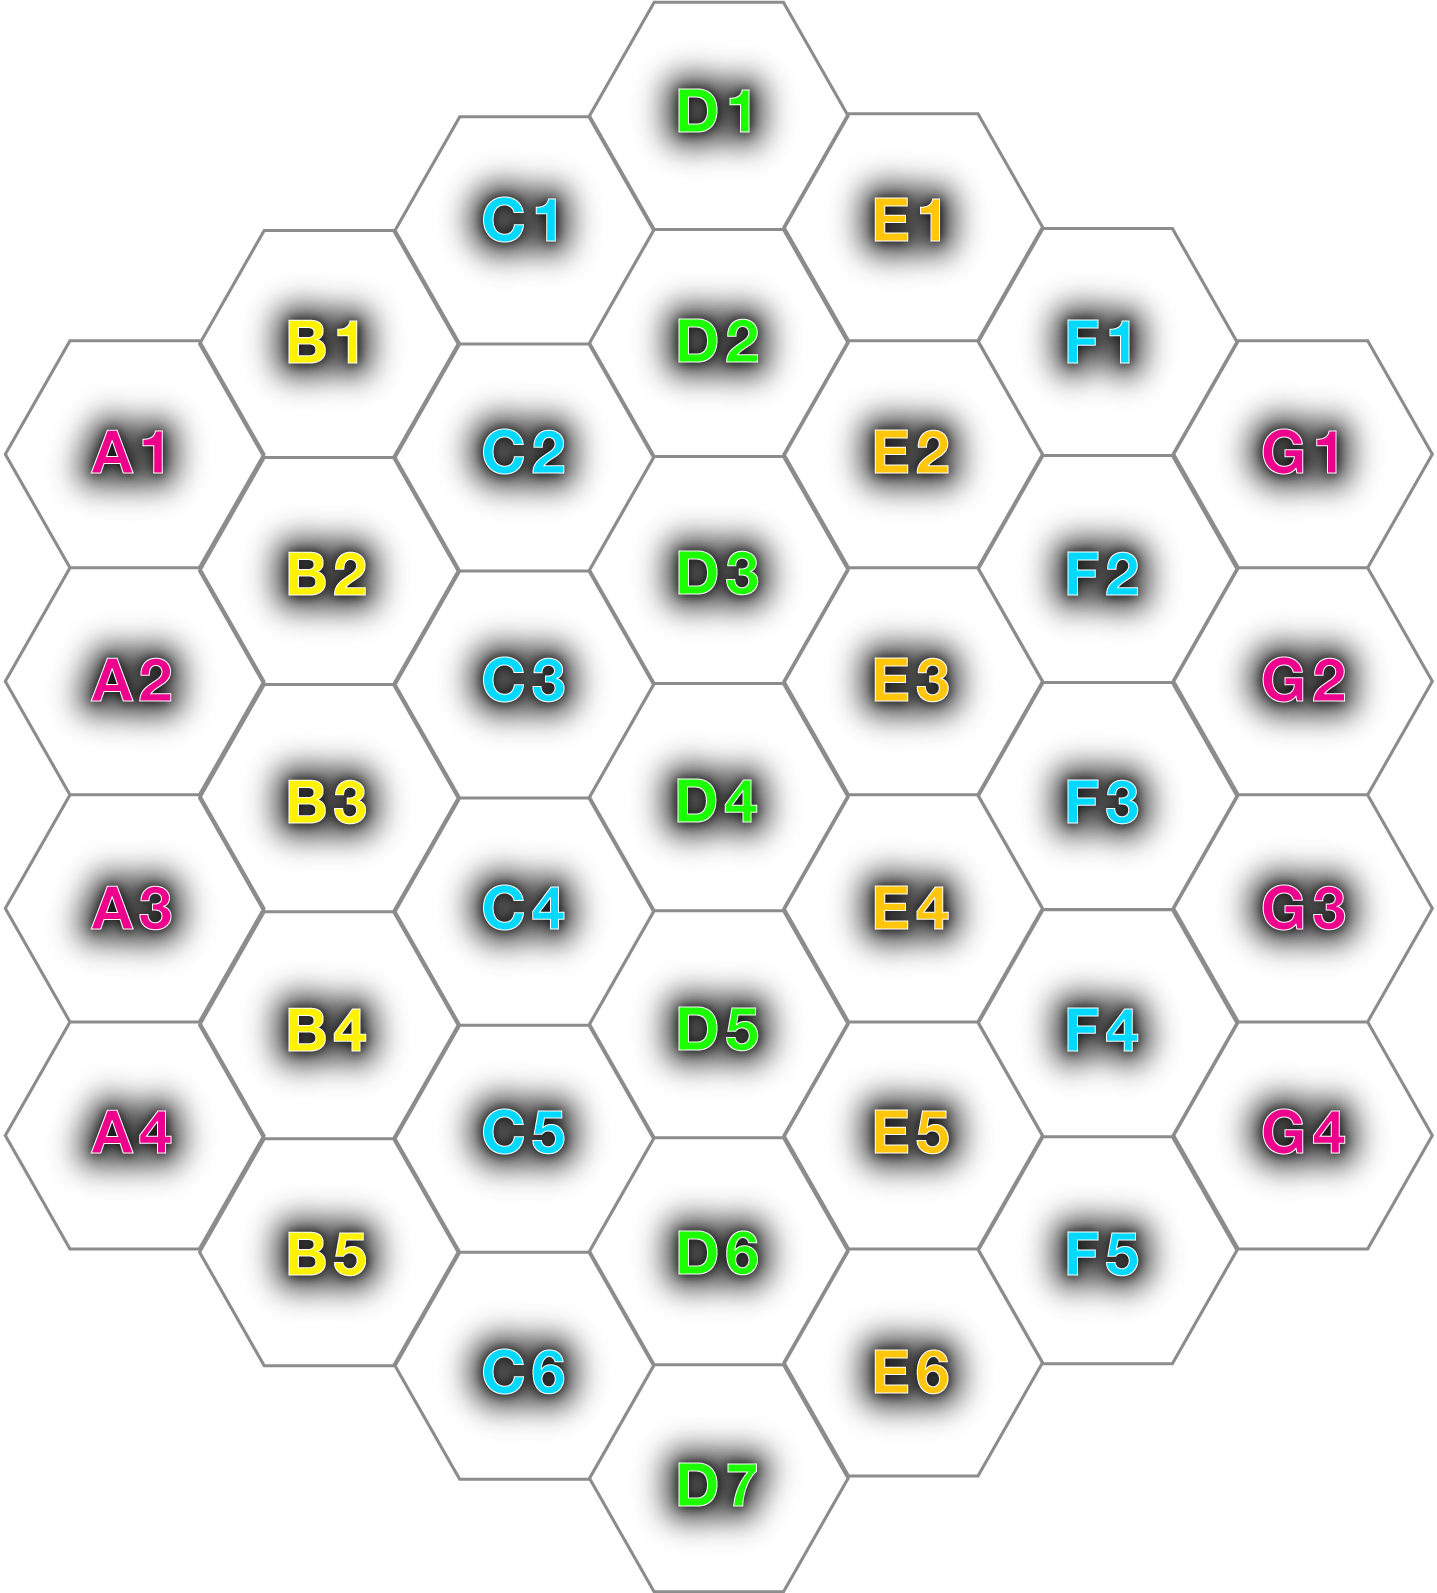 D1
C1 E1
B1 D2 F1
A1 C2 E2 G1
B2 D3 F2
A2 C3 E3 G2
B3 D4 F3
A3 C4 E4 G3
B4 D5 F4
A4 C5 E5 G4
B5 D6 F5
C6 E6
D7